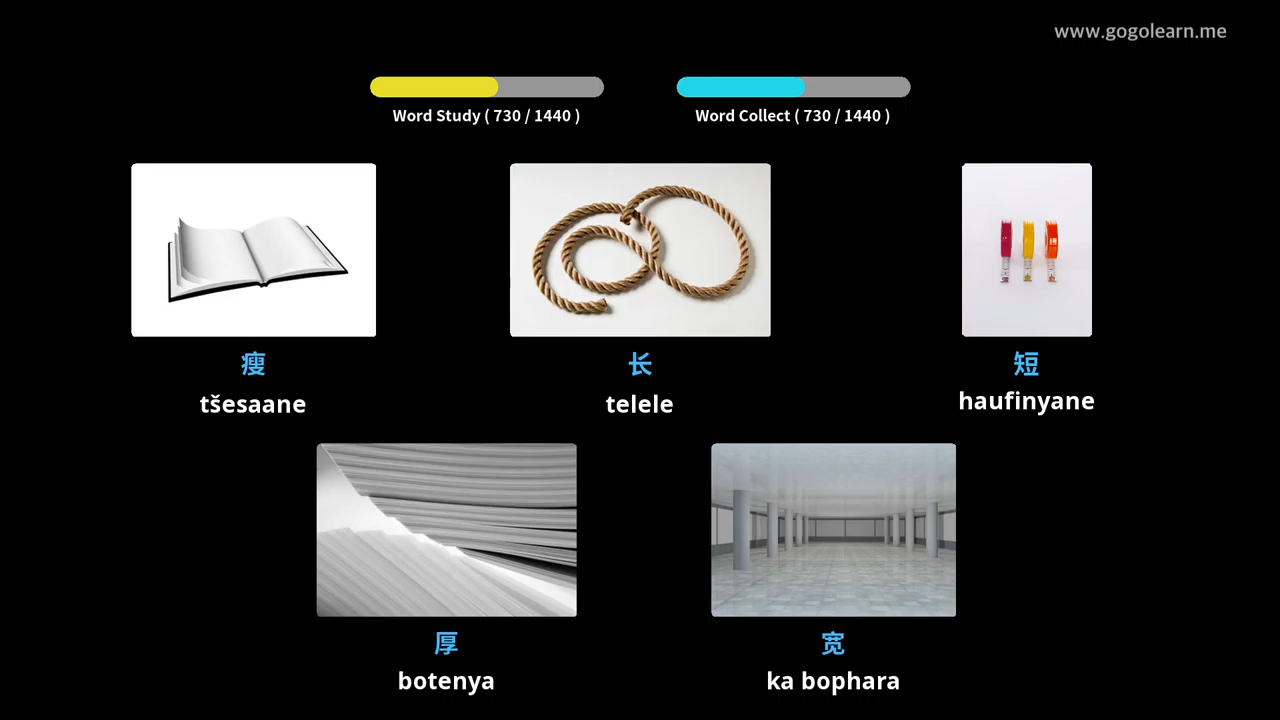 www.gogolearn.me
Word Study ( 730 / 1440 )
Word Collect ( 730 / 1440 )
瘦
tšesaane
长
telele
短
haufinyane
厚
botenya
宽
ka bophara